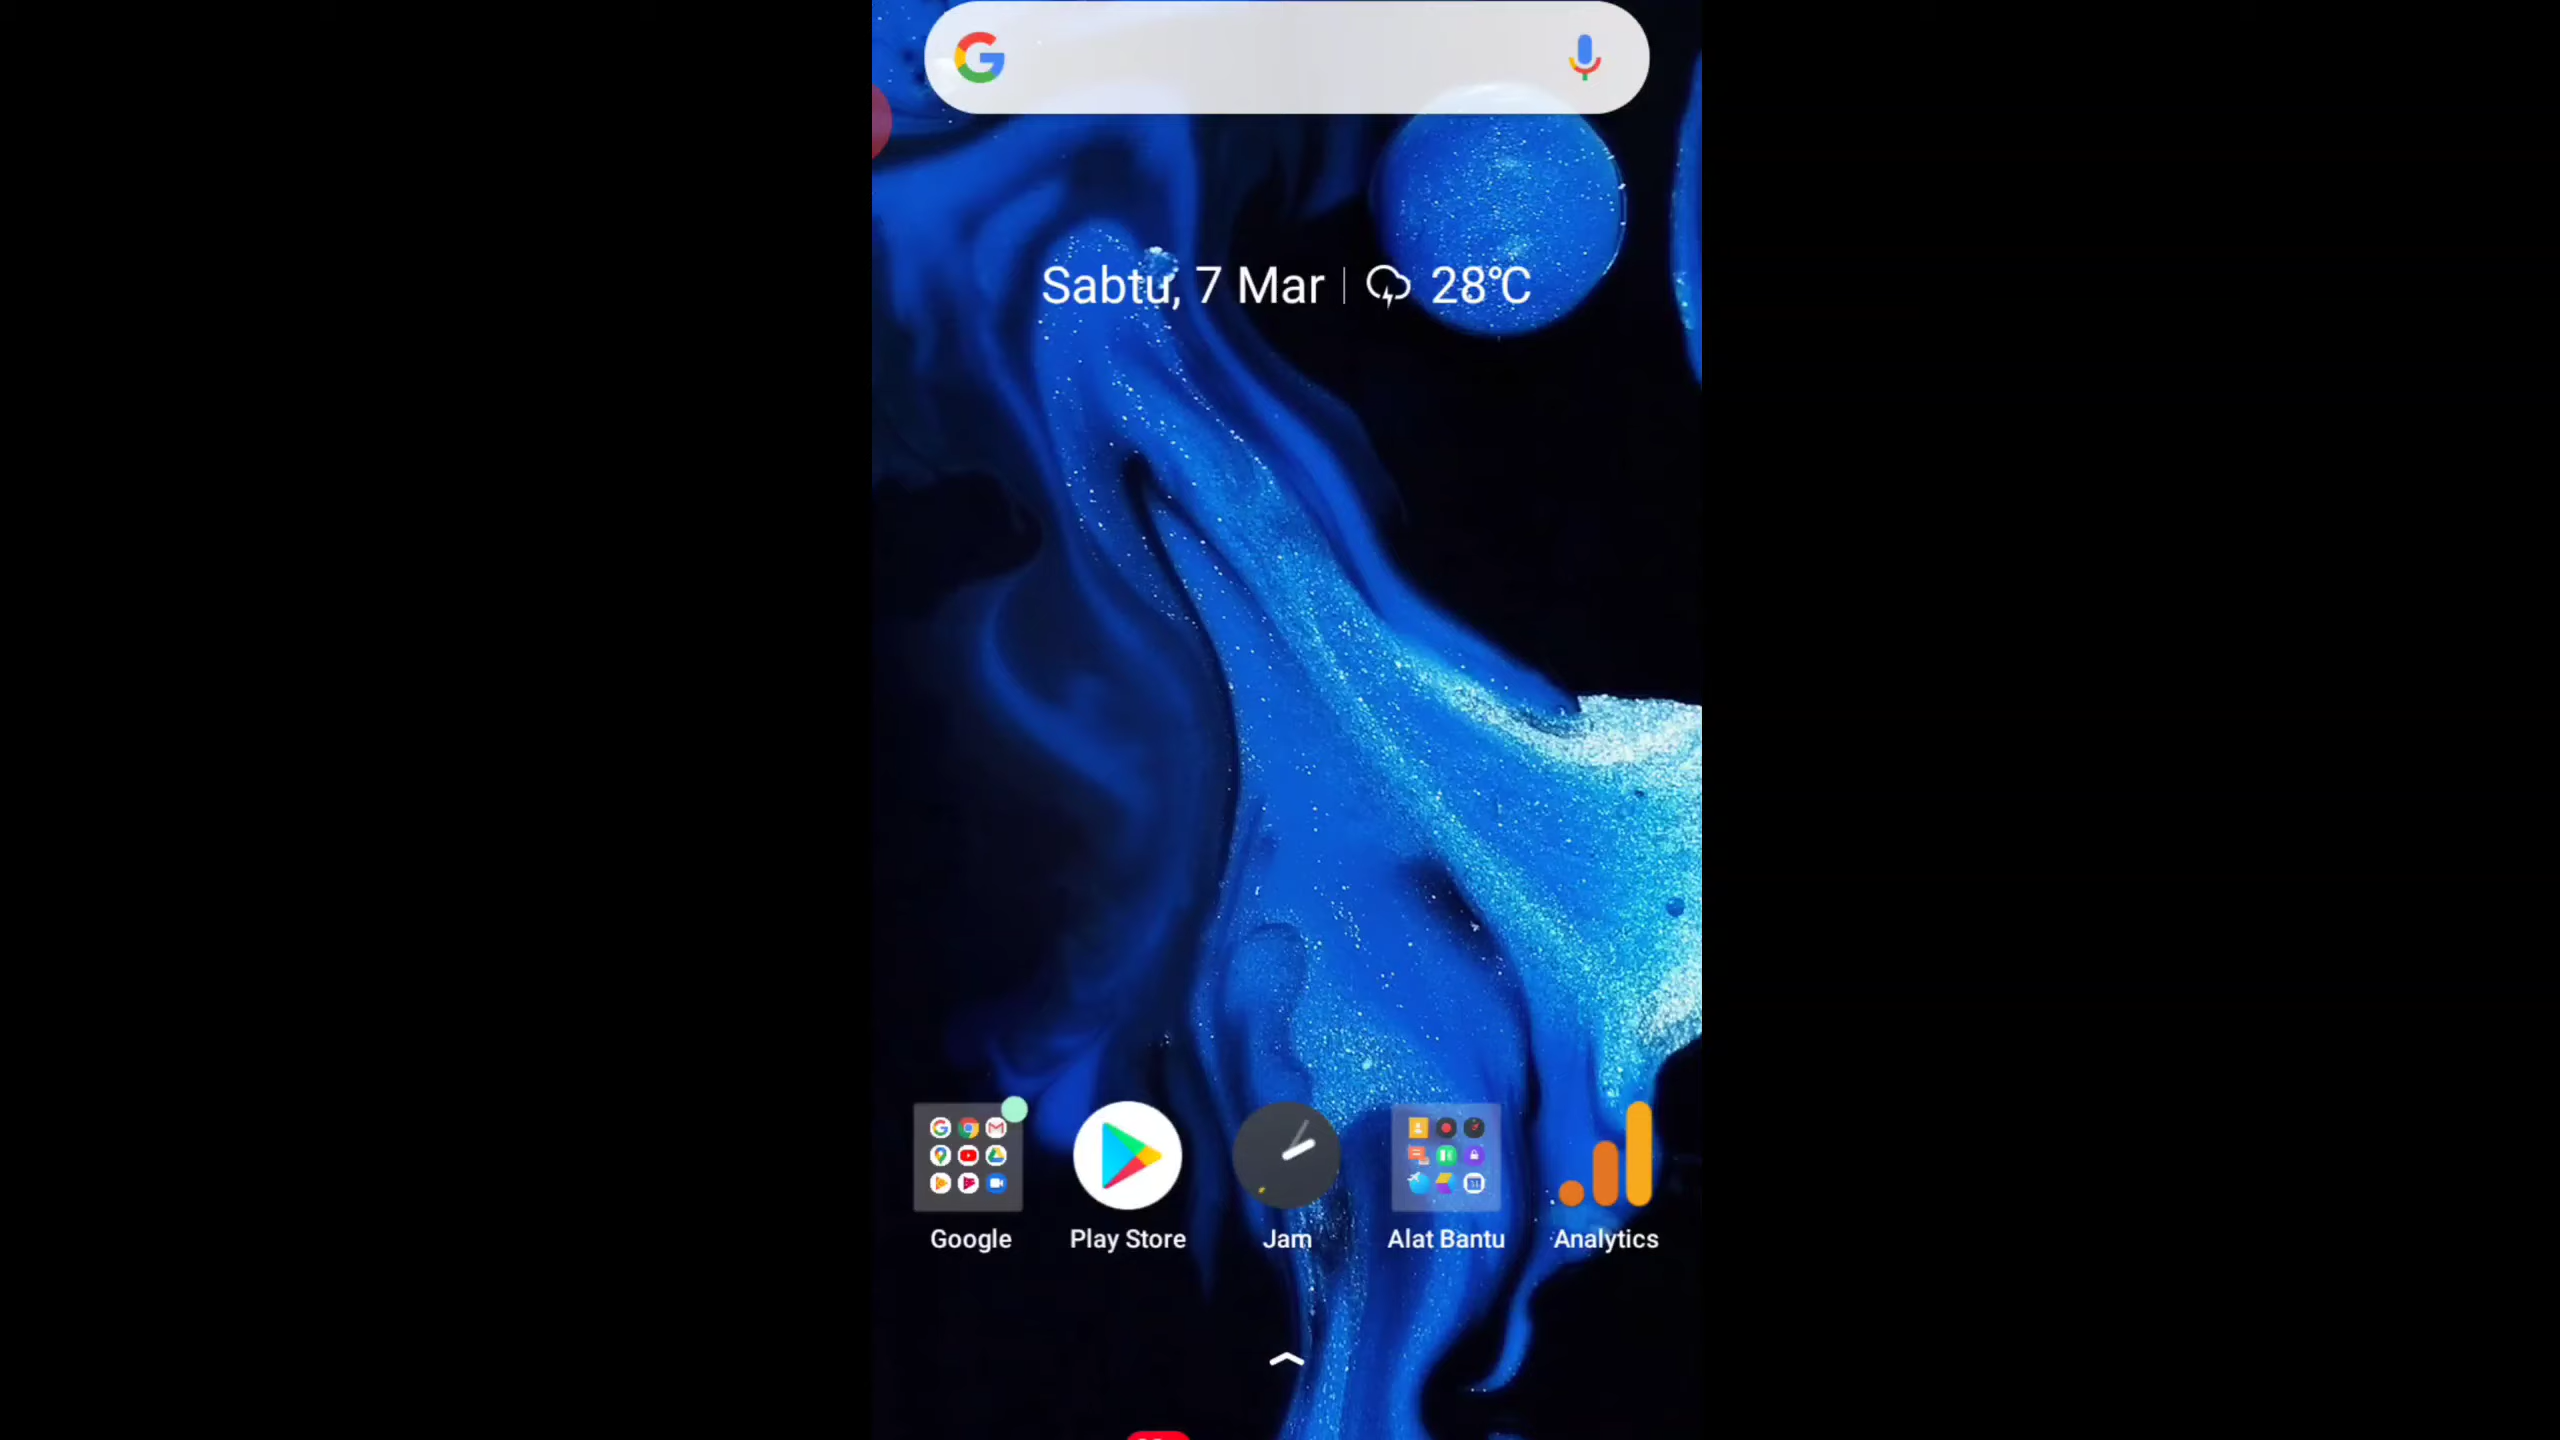 Sabtu, 7 Mar | 28°C
Google
Play Store
Jam
Alat Bantu
Analytics